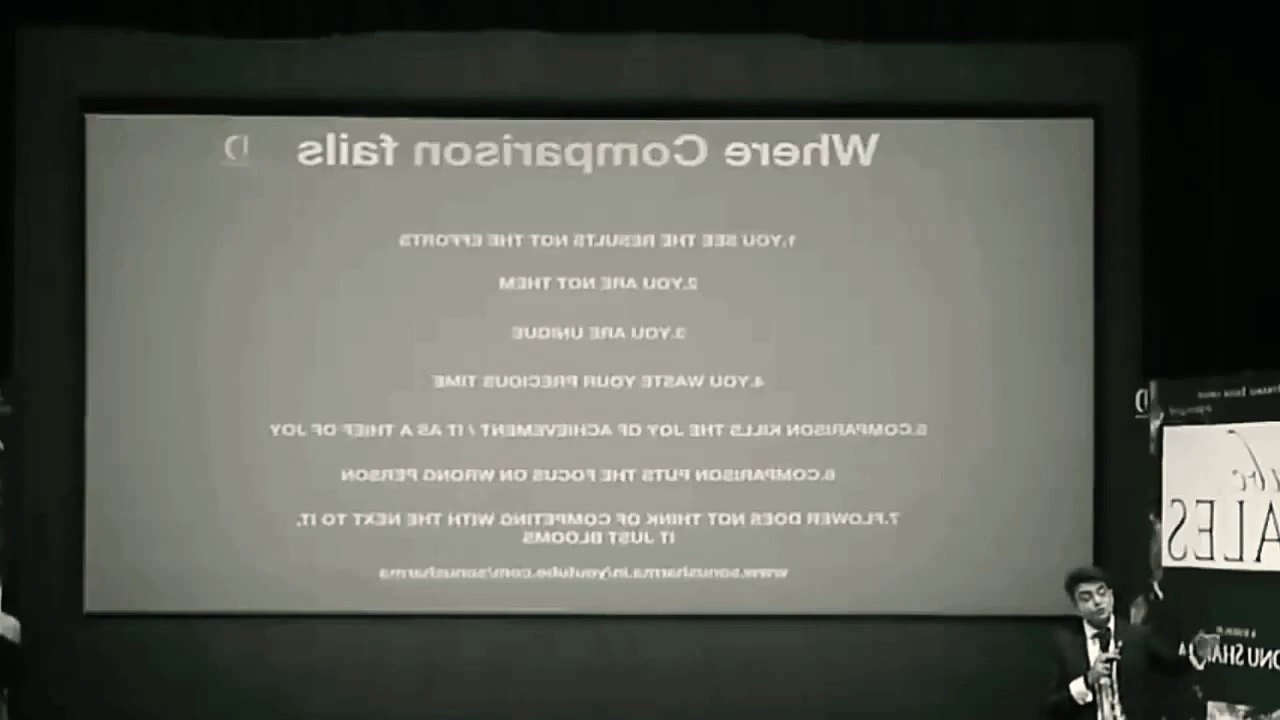 Where Comparison fails
D
1.YOU SEE THE RESULTS NOT THE EFFORTS
2.YOU ARE NOT THEM
3.YOU ARE UNIQUE
4.YOU WASTE YOUR PRECIOUS TIME
5.COMPARISON KILLS THE JOY OF ACHIEVEMENT / IT AS A THIEF OF JOY
6.COMPARISON PUTS THE FOCUS ON WRONG PERSON
7.FLOWER DOES NOT THINK OF COMPETING WITH THE NEXT TO IT,
IT JUST BLOOMS
www.sonusharma.in/youtube.com/sonusharma
D
ALES
ONU SHA